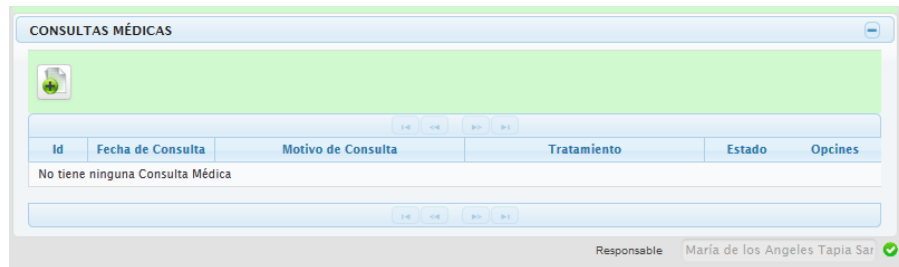 CONSULTAS MÉDICAS
Id Fecha de Consulta Motivo de Consulta Tratamiento Estado Opcines
No tiene ninguna Consulta Médica
Responsable María de los Angeles Tapia Sar